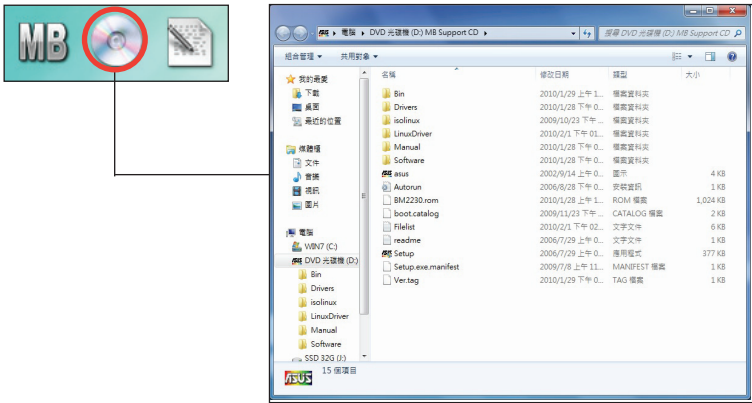 MB
電腦 ▸ DVD 光碟機 (D:) MB Support CD ▸
搜尋 DVD 光碟機 (D:) MB Support CD
組合管理 ▾ 共用對象 ▾
我的最愛
下載
桌面
最近的位置
媒體櫃
文件
音樂
視訊
圖片
電腦
WIN7 (C:)
DVD 光碟機 (D:)
Bin
Drivers
isolinux
LinuxDriver
Manual
Software
SSD 32G (J:)
名稱 修改日期 類型 大小
Bin 2010/1/29 上午 1... 檔案資料夾
Drivers 2010/1/28 下午 0... 檔案資料夾
isolinux 2009/10/23 下午 ... 檔案資料夾
LinuxDriver 2010/2/1 下午 01... 檔案資料夾
Manual 2010/1/28 下午 0... 檔案資料夾
Software 2010/1/28 下午 0... 檔案資料夾
asus 2002/9/14 上午 0... 圖示 4 KB
Autorun 2006/8/28 下午 0... 安裝資訊 1 KB
BM2230.rom 2010/1/28 上午 1... ROM 檔案 1,024 KB
boot.catalog 2009/11/23 下午 ... CATALOG 檔案 2 KB
Filelist 2010/2/1 下午 02... 文字文件 6 KB
readme 2006/7/29 上午 0... 文字文件 1 KB
Setup 2006/7/29 上午 0... 應用程式 377 KB
Setup.exe.manifest 2009/7/8 上午 11... MANIFEST 檔案 1 KB
Ver.tag 2010/1/29 下午 0... TAG 檔案 1 KB
ASUS
15 個項目